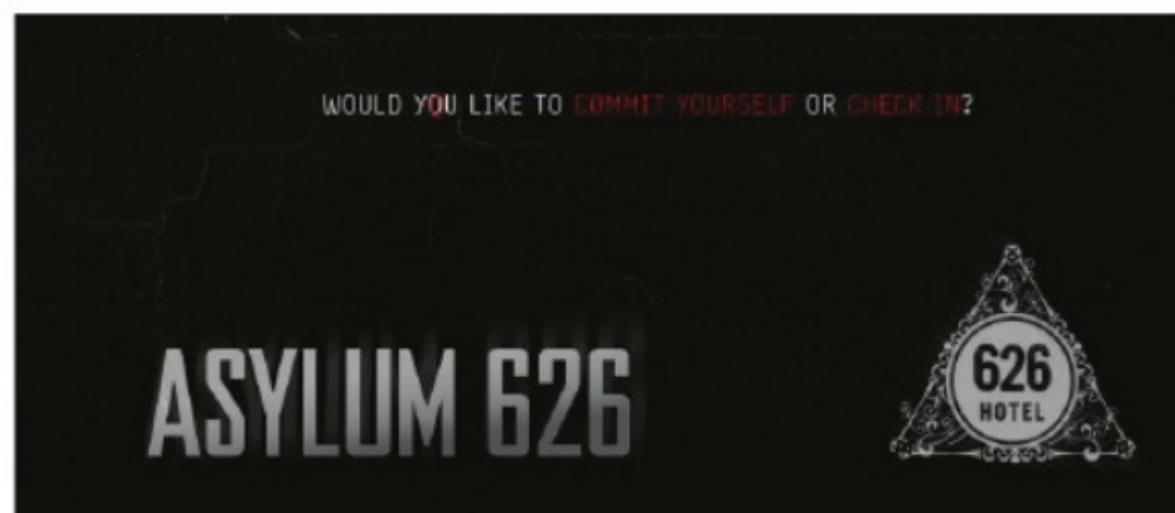 WOULD YOU LIKE TO COMMIT YOURSELF OR CHECK IN?
ASYLUM 626
626
HOTEL